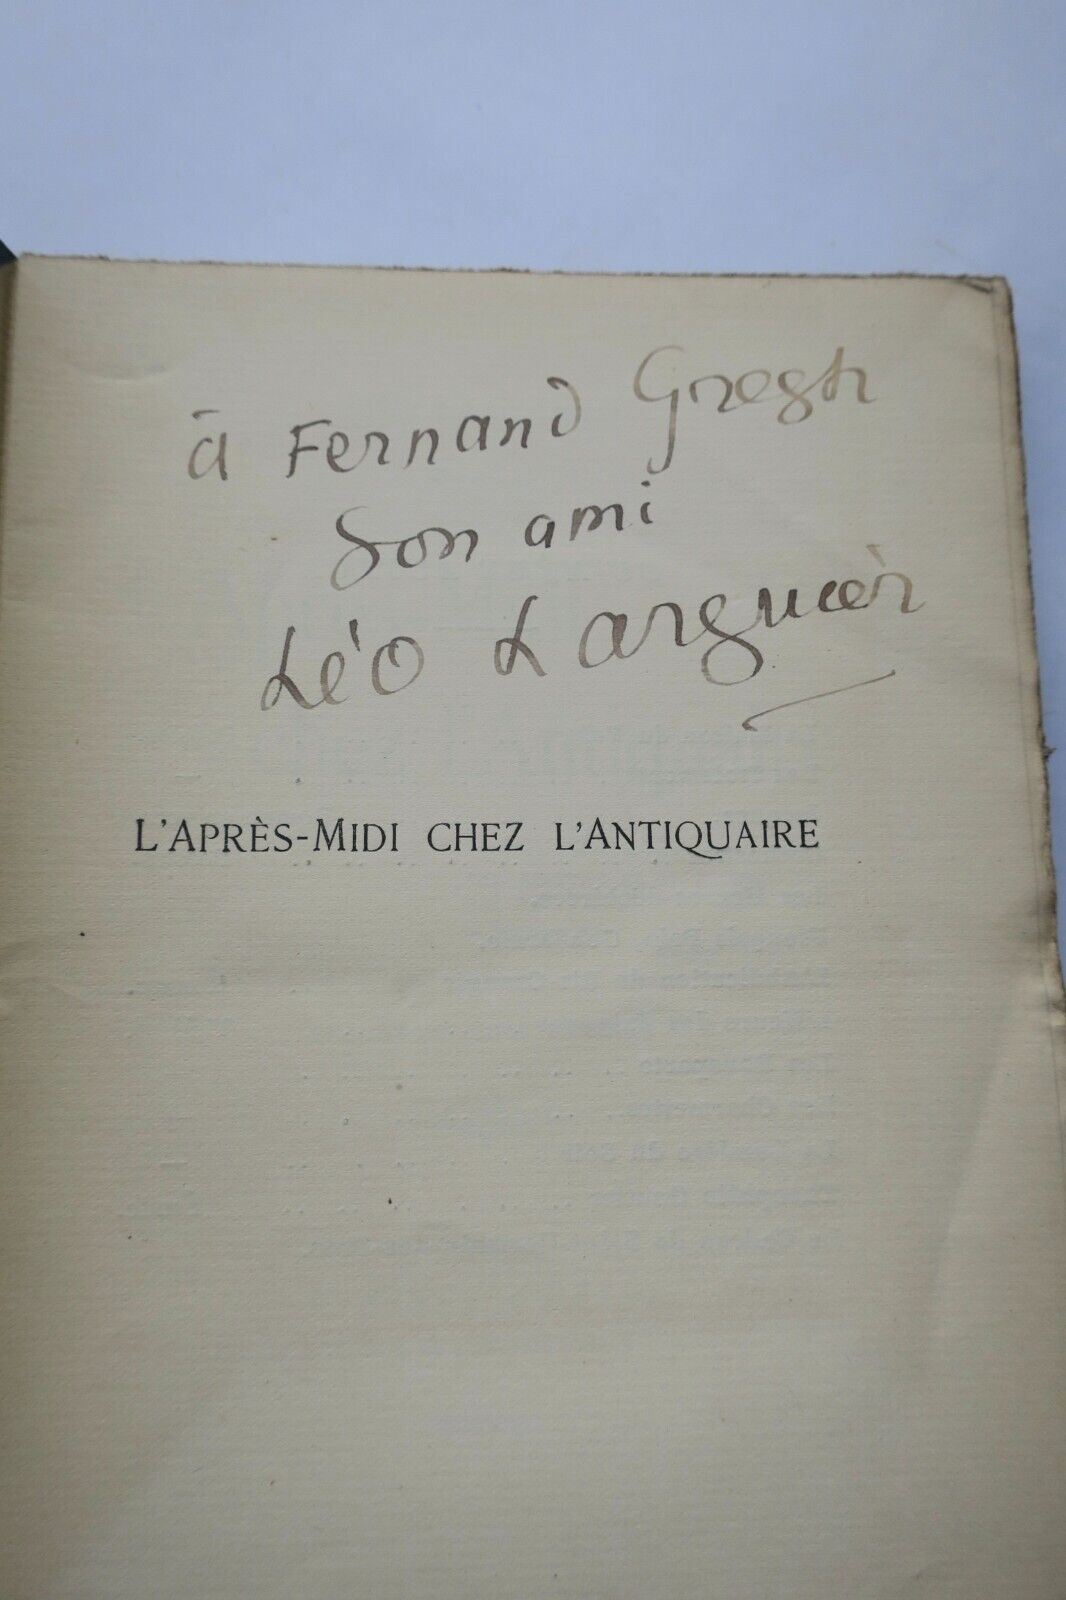 à Fernand Gregh
Son ami
Léo Larguier
L'APRÈS-MIDI CHEZ L'ANTIQUAIRE